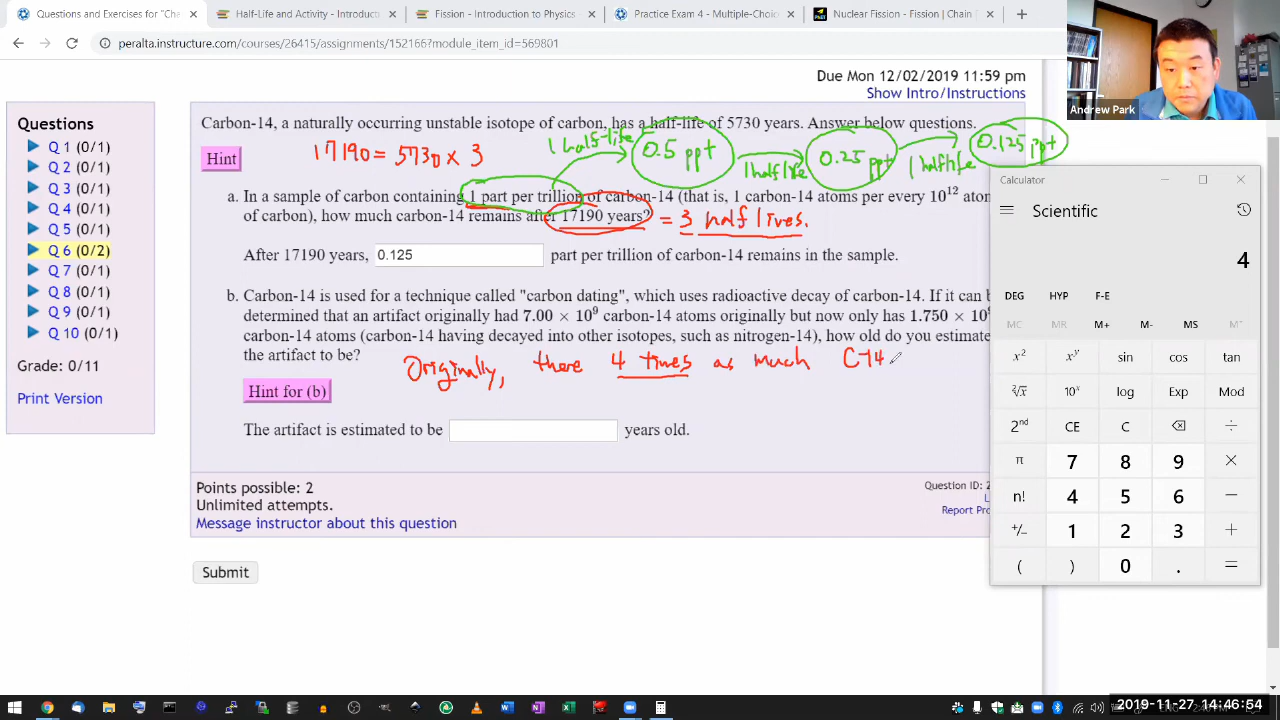 Questions and Exercises for "Cha
Half-Life and Activity - Introduct
Fission - Introduction to Physics
Practice Exam 4 - Multiple-Choic
Nuclear Fission - Fission | Chain
peralta.instructure.com/courses/26415/assignments/152166?module_item_id=569801
Andrew Park
Due Mon 12/02/2019 11:59 pm
Show Intro/Instructions
Questions
Q 1 (0/1)
Q 2 (0/1)
Q 3 (0/1)
Q 4 (0/1)
Q 5 (0/1)
Q 6 (0/2)
Q 7 (0/1)
Q 8 (0/1)
Q 9 (0/1)
Q 10 (0/1)
Grade: 0/11
Print Version
Carbon-14, a naturally ocurring unstable isotope of carbon, has a half-life of 5730 years. Answer below questions.
Hint
17190 = 5730 × 3
1 half-life
0.5 ppt
1 half life
0.25 ppt
1 half life
0.125 ppt
a. In a sample of carbon containing 1 part per trillion of carbon-14 (that is, 1 carbon-14 atoms per every 10¹² aton
of carbon), how much carbon-14 remains after 17190 years?
= 3 half lives.
After 17190 years, 0.125 part per trillion of carbon-14 remains in the sample.
b. Carbon-14 is used for a technique called "carbon dating", which uses radioactive decay of carbon-14. If it can b
determined that an artifact originally had 7.00 × 10⁹ carbon-14 atoms originally but now only has 1.750 × 10⁹
carbon-14 atoms (carbon-14 having decayed into other isotopes, such as nitrogen-14), how old do you estimate
the artifact to be?
Originally, there 4 times as much C-14
Hint for (b)
The artifact is estimated to be years old.
Points possible: 2
Unlimited attempts.
Message instructor about this question
Question ID: 2
L
Report Pro
Submit
Calculator
Scientific
4
DEG HYP F-E
MC MR M+ M- MS M˅
x² xʸ sin cos tan
²√x 10ˣ log Exp Mod
2ⁿᵈ CE C ⌫ ÷
π 7 8 9 ×
n! 4 5 6 −
+/− 1 2 3 +
( ) 0 . =
2019-11-27 14:46:54